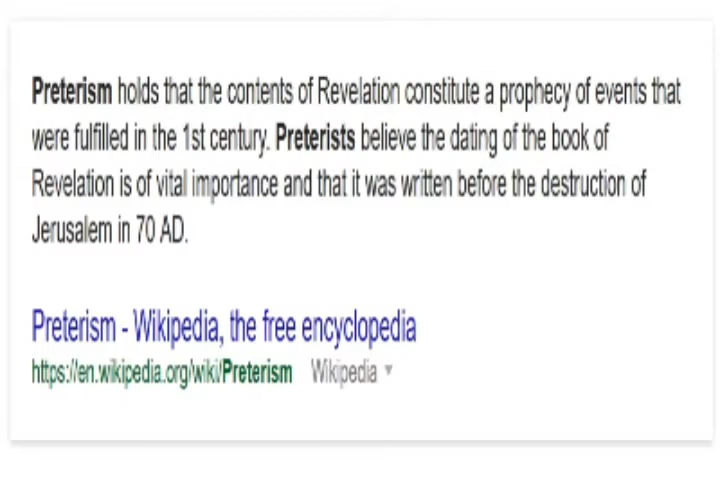 Preterism holds that the contents of Revelation constitute a prophecy of events that
were fulfilled in the 1st century. Preterists believe the dating of the book of
Revelation is of vital importance and that it was written before the destruction of
Jerusalem in 70 AD.
Preterism - Wikipedia, the free encyclopedia
https://en.wikipedia.org/wiki/Preterism Wikipedia ▼